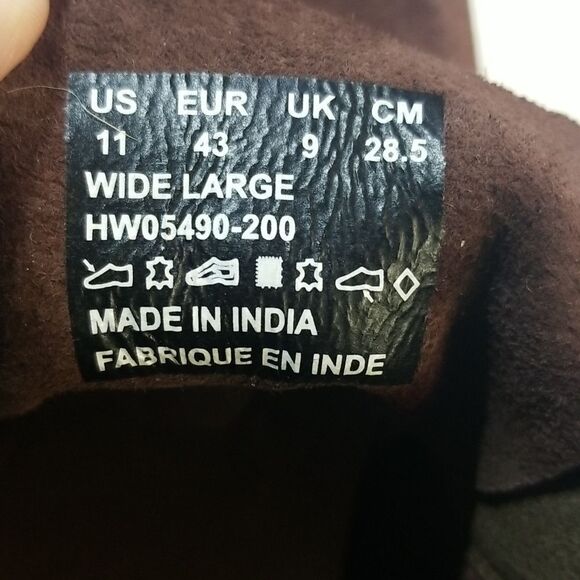 US EUR UK CM
11 43 9 28.5
WIDE LARGE
HW05490-200
MADE IN INDIA
FABRIQUE EN INDE